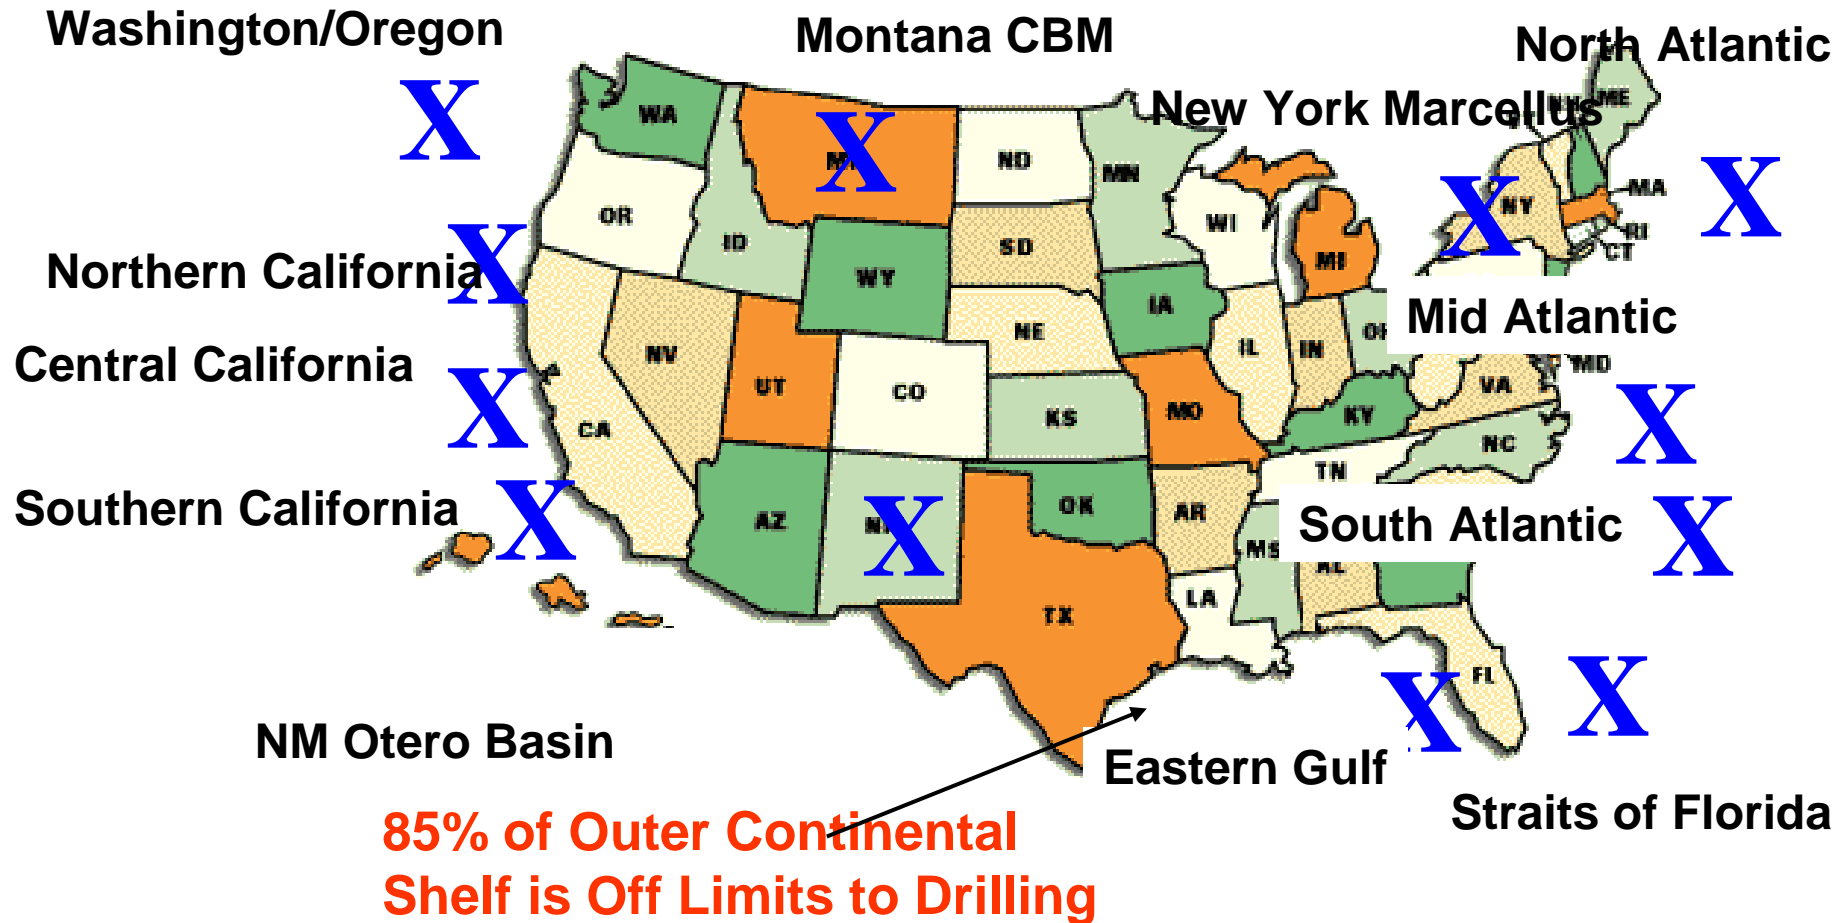 Washington/Oregon
Montana CBM
North Atlantic
New York Marcellus
X
X
X
X
WA
ME
ND
MN
MA
OR
ID
SD
WI
NY
RI
CT
MI
X
Northern California
WY
IA
Mid Atlantic
NE
NV
IL
IN
MD
Central California
UT
CO
VA
X
X
KS
MO
KY
CA
NC
TN
Southern California
X
X
X
AZ
OK
AR
South Atlantic
MS
AL
LA
TX
FL
X
X
NM Otero Basin
Eastern Gulf
Straits of Florida
85% of Outer Continental
Shelf is Off Limits to Drilling